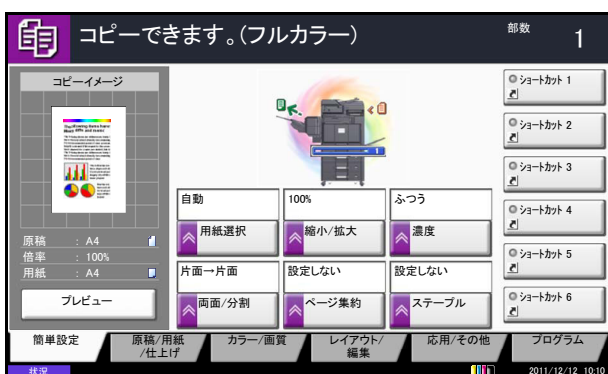 コピーできます。(フルカラー)
部数
1
コピーイメージ
原稿 : A4
倍率 : 100%
用紙 : A4
プレビュー
自動
用紙選択
100%
縮小/拡大
ふつう
濃度
片面→片面
両面/分割
設定しない
ページ集約
設定しない
ステープル
ショートカット 1
ショートカット 2
ショートカット 3
ショートカット 4
ショートカット 5
ショートカット 6
簡単設定
原稿/用紙
/仕上げ
カラー/画質
レイアウト/
編集
応用/その他
プログラム
状況
2011/12/12 10:10